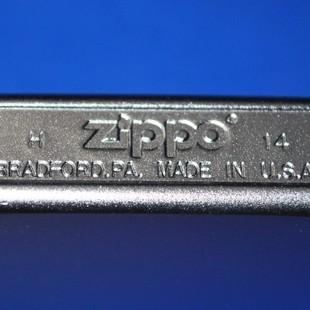 H zippo® 14
BRADFORD, PA. MADE IN U.S.A